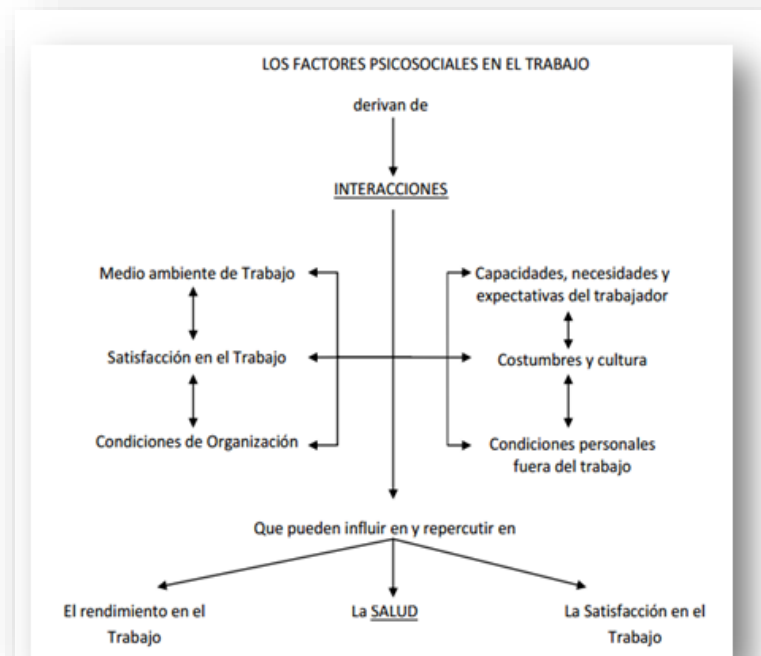 LOS FACTORES PSICOSOCIALES EN EL TRABAJO
derivan de
INTERACCIONES
Medio ambiente de Trabajo
Capacidades, necesidades y
expectativas del trabajador
Satisfacción en el Trabajo
Costumbres y cultura
Condiciones de Organización
Condiciones personales
fuera del trabajo
Que pueden influir en y repercutir en
El rendimiento en el
Trabajo
La SALUD
La Satisfacción en el
Trabajo